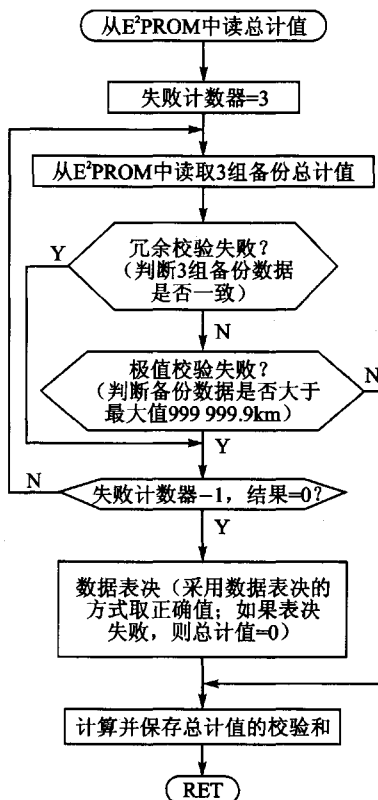 从E²PROM中读总计值
失败计数器=3
从E²PROM中读取3组备份总计值
冗余校验失败？
（判断3组备份数据
是否一致）
Y
N
极值校验失败？
（判断备份数据是否大于
最大值999 999.9km）
N
Y
失败计数器−1，结果=0？
N
Y
数据表决（采用数据表决的
方式取正确值；如果表决
失败，则总计值=0）
计算并保存总计值的校验和
RET